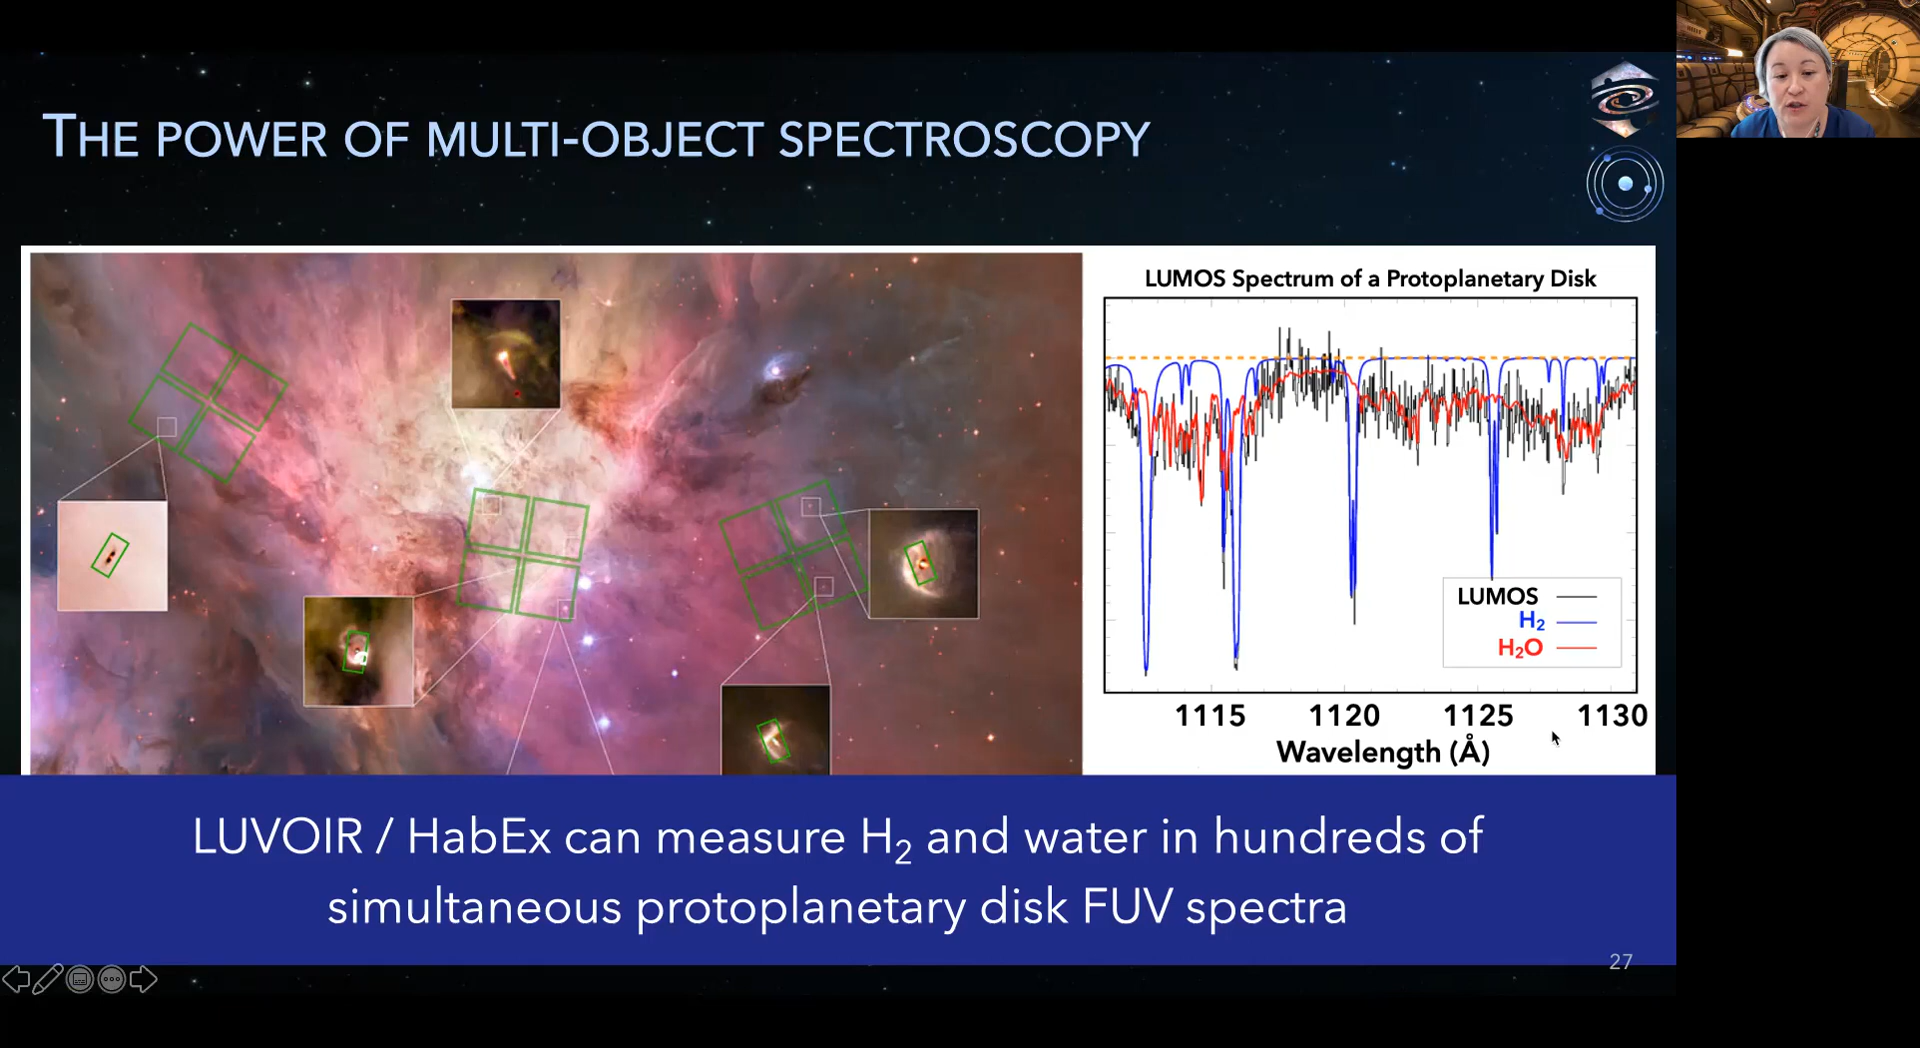 THE POWER OF MULTI-OBJECT SPECTROSCOPY
LUMOS Spectrum of a Protoplanetary Disk
LUMOS
H₂
H₂O
1115 1120 1125 1130
Wavelength (Å)
LUVOIR / HabEx can measure H₂ and water in hundreds of
simultaneous protoplanetary disk FUV spectra
27